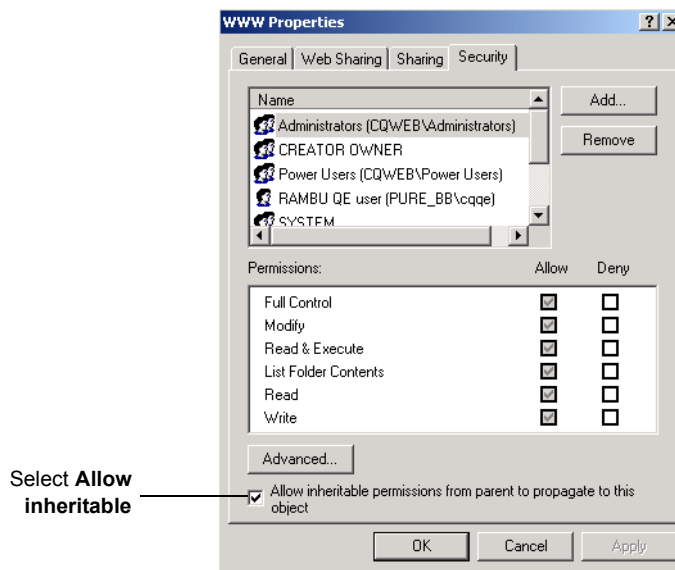 WWW Properties
General Web Sharing Sharing Security
Name
Add...
Administrators (CQWEB\Administrators)
CREATOR OWNER
Remove
Power Users (CQWEB\Power Users)
RAMBU QE user (PURE_BB\cqqe)
SYSTEM
Permissions: Allow Deny
Full Control
Modify
Read & Execute
List Folder Contents
Read
Write
Advanced...
Select Allow
inheritable
Allow inheritable permissions from parent to propagate to this
object
OK Cancel Apply